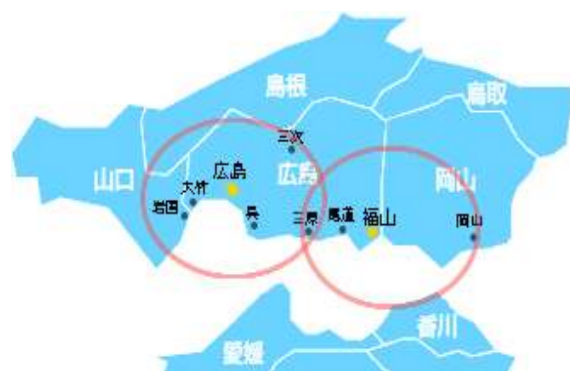 島根
鳥取
三次
山口
広島
広島
岡山
大竹
岩国
呉
三原
尾道
福山
岡山
香川
愛媛